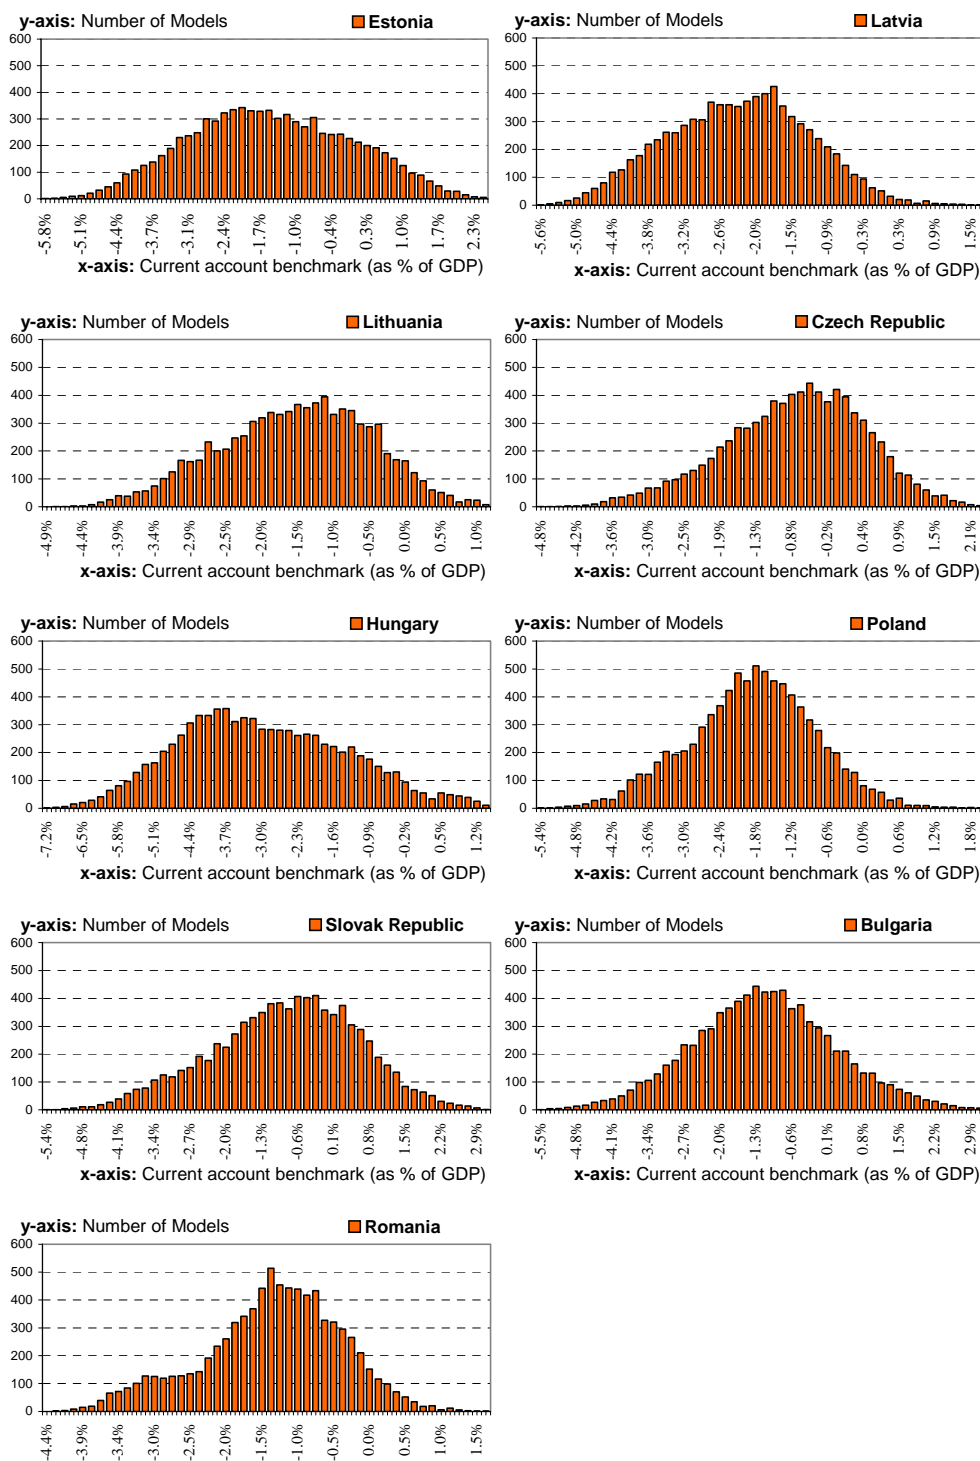 y-axis: Number of Models Estonia
600
500
400
300
200
100
0
-5.8% -5.1% -4.4% -3.7% -3.1% -2.4% -1.7% -1.0% -0.4% 0.3% 1.0% 1.7% 2.3%
x-axis: Current account benchmark (as % of GDP)
y-axis: Number of Models Latvia
600
500
400
300
200
100
0
-5.6% -5.0% -4.4% -3.8% -3.2% -2.6% -2.0% -1.5% -0.9% -0.3% 0.3% 0.9% 1.5%
x-axis: Current account benchmark (as % of GDP)
y-axis: Number of Models Lithuania
600
500
400
300
200
100
0
-4.9% -4.4% -3.9% -3.4% -2.9% -2.5% -2.0% -1.5% -1.0% -0.5% 0.0% 0.5% 1.0%
x-axis: Current account benchmark (as % of GDP)
y-axis: Number of Models Czech Republic
600
500
400
300
200
100
0
-4.8% -4.2% -3.6% -3.0% -2.5% -1.9% -1.3% -0.8% -0.2% 0.4% 0.9% 1.5% 2.1%
x-axis: Current account benchmark (as % of GDP)
y-axis: Number of Models Hungary
600
500
400
300
200
100
0
-7.2% -6.5% -5.8% -5.1% -4.4% -3.7% -3.0% -2.3% -1.6% -0.9% -0.2% 0.5% 1.2%
x-axis: Current account benchmark (as % of GDP)
y-axis: Number of Models Poland
600
500
400
300
200
100
0
-5.4% -4.8% -4.2% -3.6% -3.0% -2.4% -1.8% -1.2% -0.6% 0.0% 0.6% 1.2% 1.8%
x-axis: Current account benchmark (as % of GDP)
y-axis: Number of Models Slovak Republic
600
500
400
300
200
100
0
-5.4% -4.8% -4.1% -3.4% -2.7% -2.0% -1.3% -0.6% 0.1% 0.8% 1.5% 2.2% 2.9%
x-axis: Current account benchmark (as % of GDP)
y-axis: Number of Models Bulgaria
600
500
400
300
200
100
0
-5.5% -4.8% -4.1% -3.4% -2.7% -2.0% -1.3% -0.6% 0.1% 0.8% 1.5% 2.2% 2.9%
x-axis: Current account benchmark (as % of GDP)
y-axis: Number of Models Romania
600
500
400
300
200
100
0
-4.4% -3.9% -3.4% -3.0% -2.5% -2.0% -1.5% -1.0% -0.5% 0.0% 0.5% 1.0% 1.5%